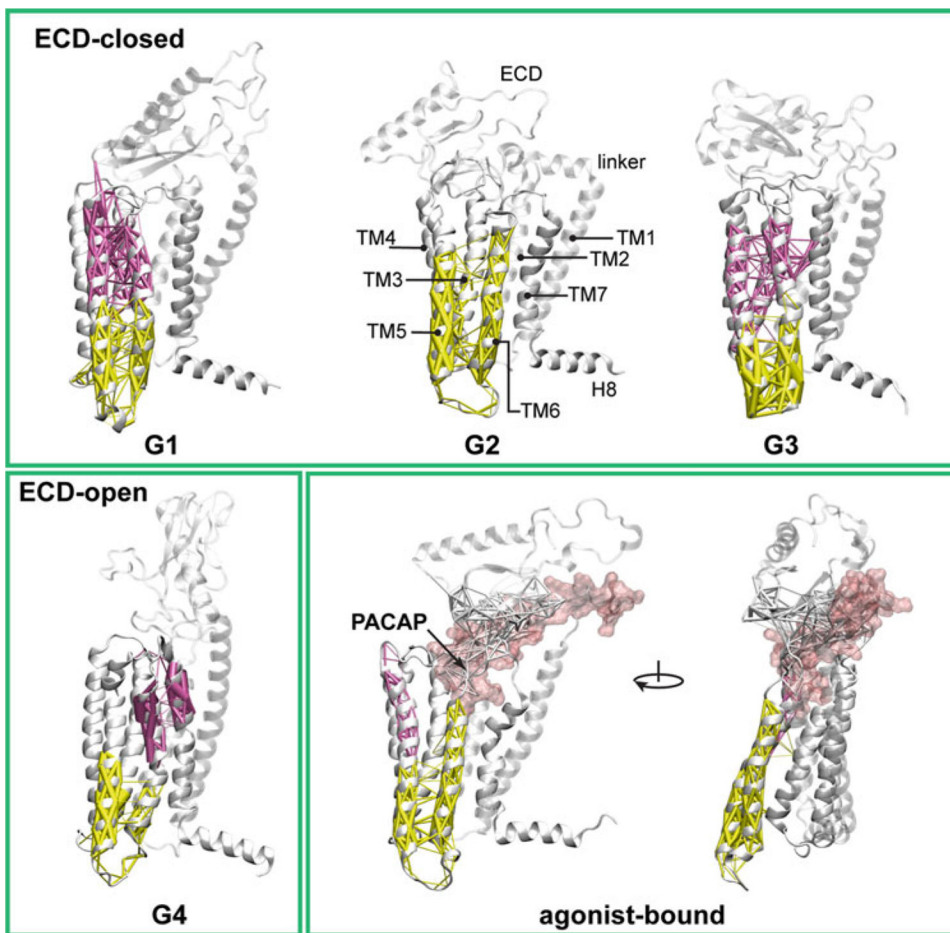 ECD-closed
ECD
linker
TM4
TM1
TM2
TM3
TM7
TM5
H8
TM6
G1
G2
G3
ECD-open
PACAP
G4
agonist-bound